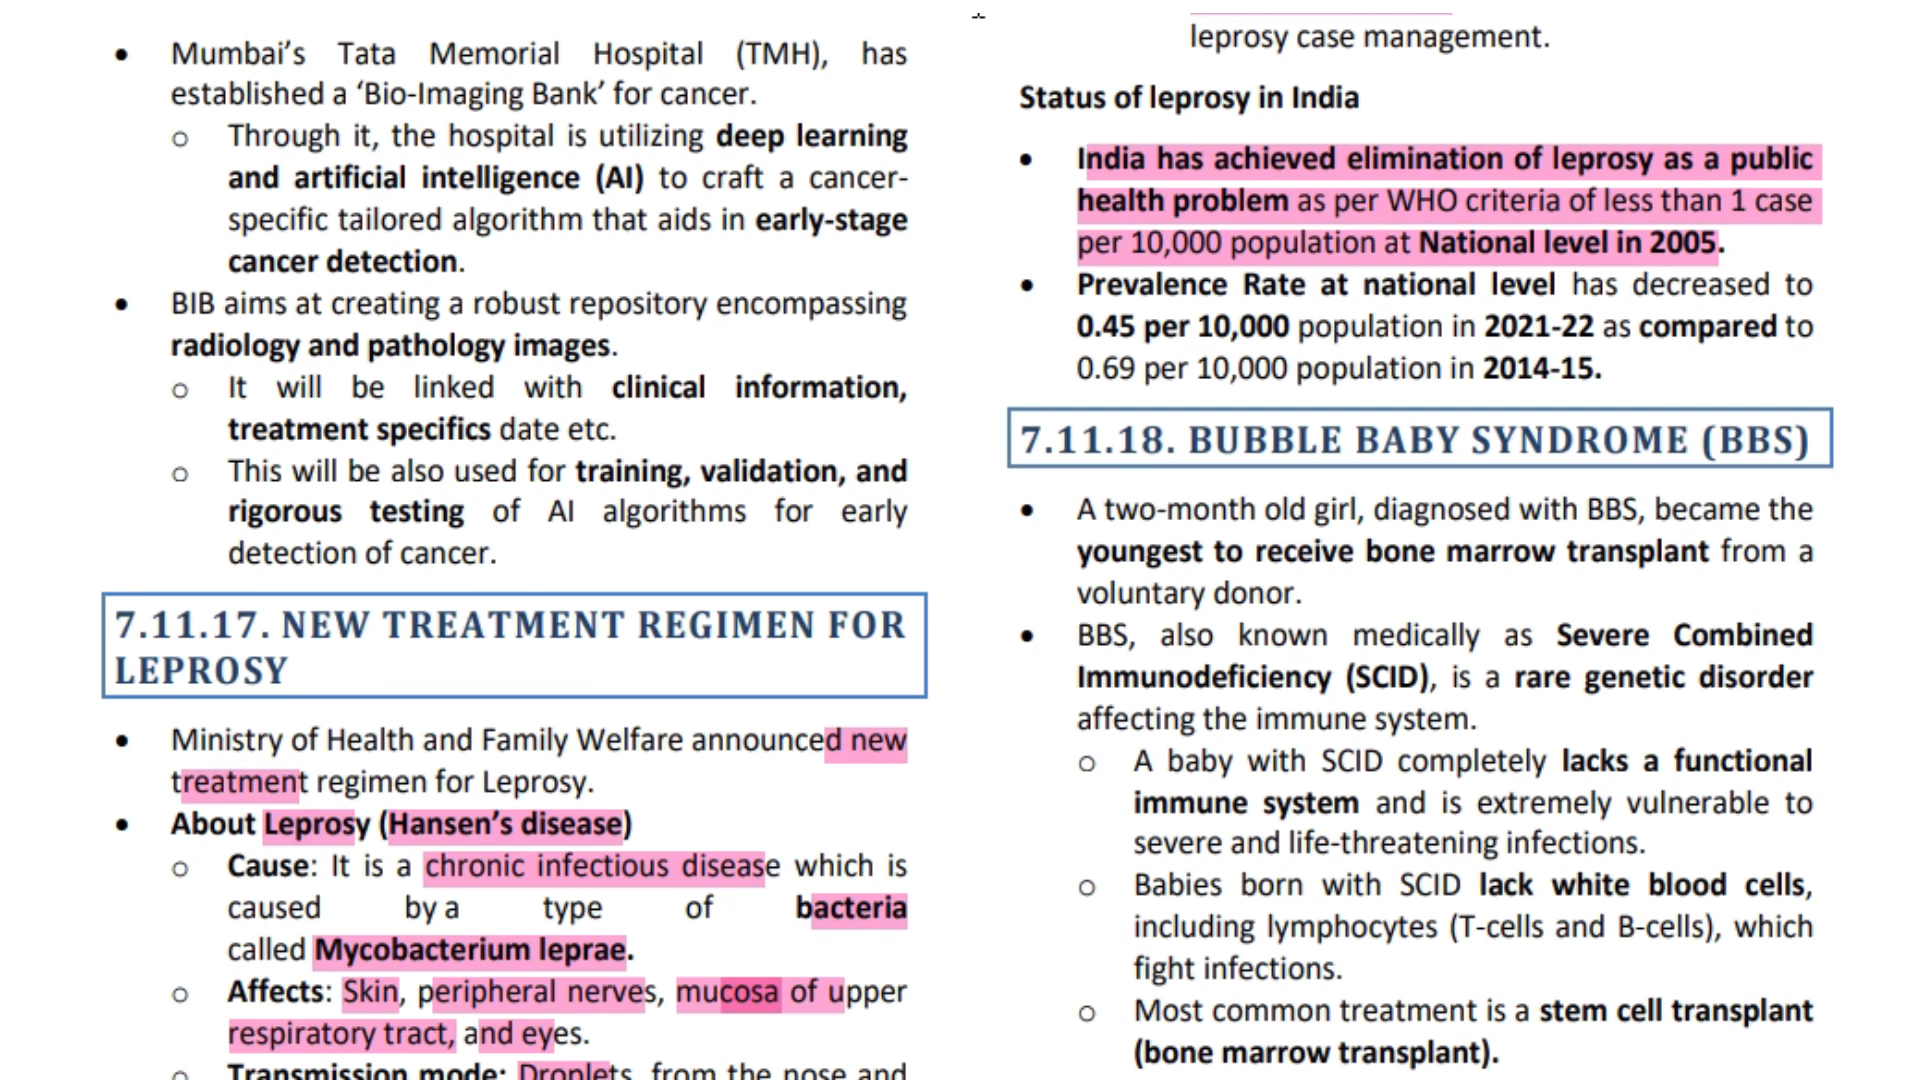 • Mumbai’s Tata Memorial Hospital (TMH), has
established a ‘Bio-Imaging Bank’ for cancer.
o Through it, the hospital is utilizing deep learning
and artificial intelligence (AI) to craft a cancer-
specific tailored algorithm that aids in early-stage
cancer detection.
• BIB aims at creating a robust repository encompassing
radiology and pathology images.
o It will be linked with clinical information,
treatment specifics date etc.
o This will be also used for training, validation, and
rigorous testing of AI algorithms for early
detection of cancer.
7.11.17. NEW TREATMENT REGIMEN FOR
LEPROSY
• Ministry of Health and Family Welfare announced new
treatment regimen for Leprosy.
• About Leprosy (Hansen’s disease)
o Cause: It is a chronic infectious disease which is
caused by a type of bacteria
called Mycobacterium leprae.
o Affects: Skin, peripheral nerves, mucosa of upper
respiratory tract, and eyes.
o Transmission mode: Droplets, from the nose and
leprosy case management.
Status of leprosy in India
• India has achieved elimination of leprosy as a public
health problem as per WHO criteria of less than 1 case
per 10,000 population at National level in 2005.
• Prevalence Rate at national level has decreased to
0.45 per 10,000 population in 2021-22 as compared to
0.69 per 10,000 population in 2014-15.
7.11.18. BUBBLE BABY SYNDROME (BBS)
• A two-month old girl, diagnosed with BBS, became the
youngest to receive bone marrow transplant from a
voluntary donor.
• BBS, also known medically as Severe Combined
Immunodeficiency (SCID), is a rare genetic disorder
affecting the immune system.
o A baby with SCID completely lacks a functional
immune system and is extremely vulnerable to
severe and life-threatening infections.
o Babies born with SCID lack white blood cells,
including lymphocytes (T-cells and B-cells), which
fight infections.
o Most common treatment is a stem cell transplant
(bone marrow transplant).